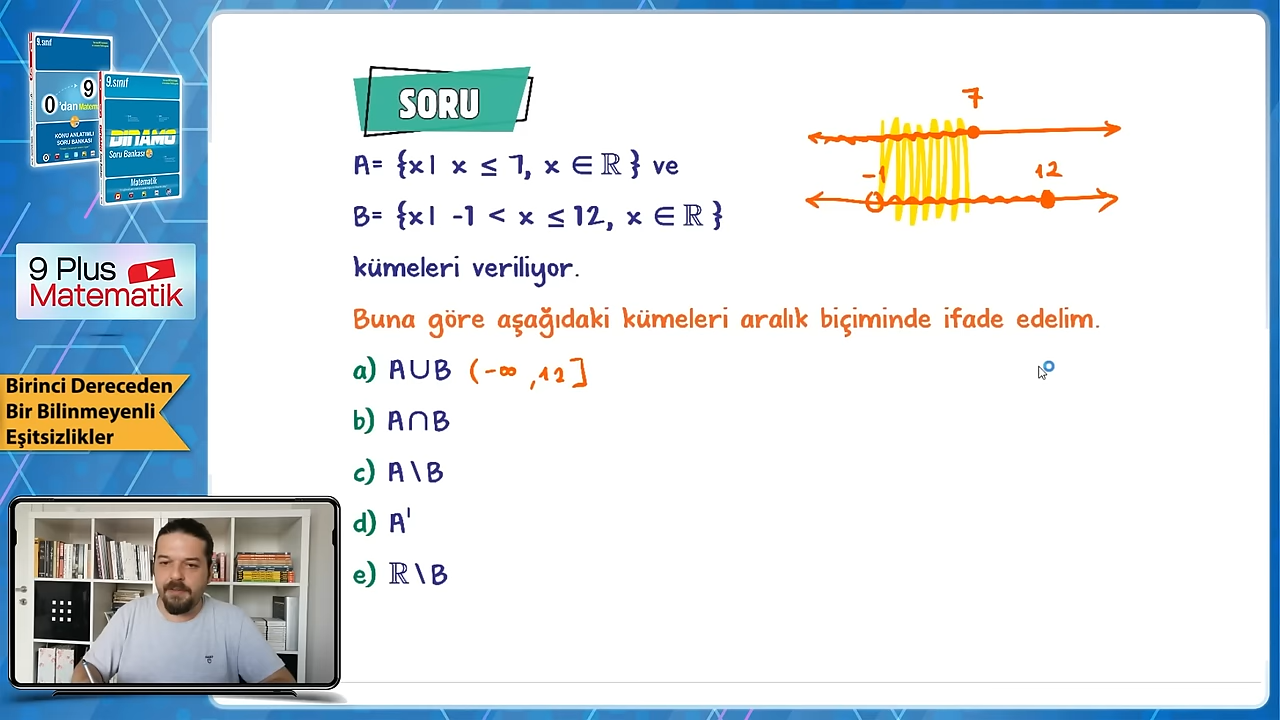 9.sınıf
0'dan 9
KONU ANLATIMLI
SORU BANKASI
9.sınıf
DİNAMO
Soru Bankası
Matematik
9 Plus
Matematik
Birinci Dereceden
Bir Bilinmeyenli
Eşitsizlikler
SORU
A= {x| x ≤ 7, x ∈ ℝ } ve
B= {x| -1 < x ≤ 12, x ∈ ℝ }
kümeleri veriliyor.
Buna göre aşağıdaki kümeleri aralık biçiminde ifade edelim.
a) A∪B (-∞ ,12]
b) A∩B
c) A\B
d) A'
e) ℝ\B
7
-1
12